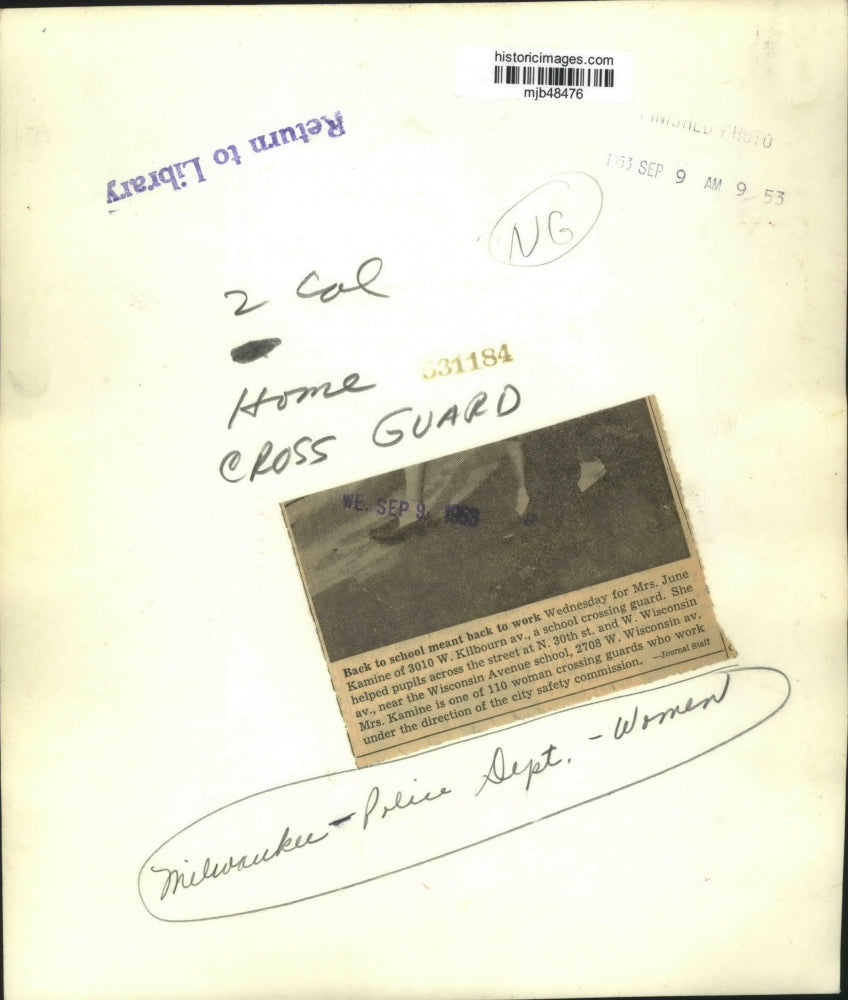 historicimages.com
mjb48476
Return to Library
FINISHED PHOTO
1953 SEP 9 AM 9 53
NG
2 Col
Home
531184
CROSS GUARD
WE. SEP 9 1953
Back to school meant back to work Wednesday for Mrs. June
Kamine of 3010 W. Kilbourn av., a school crossing guard. She
helped pupils across the street at N. 30th st. and W. Wisconsin
av., near the Wisconsin Avenue school, 2708 W. Wisconsin av.
Mrs. Kamine is one of 110 woman crossing guards who work
under the direction of the city safety commission. —Journal Staff
Milwaukee - Police Dept. - Women